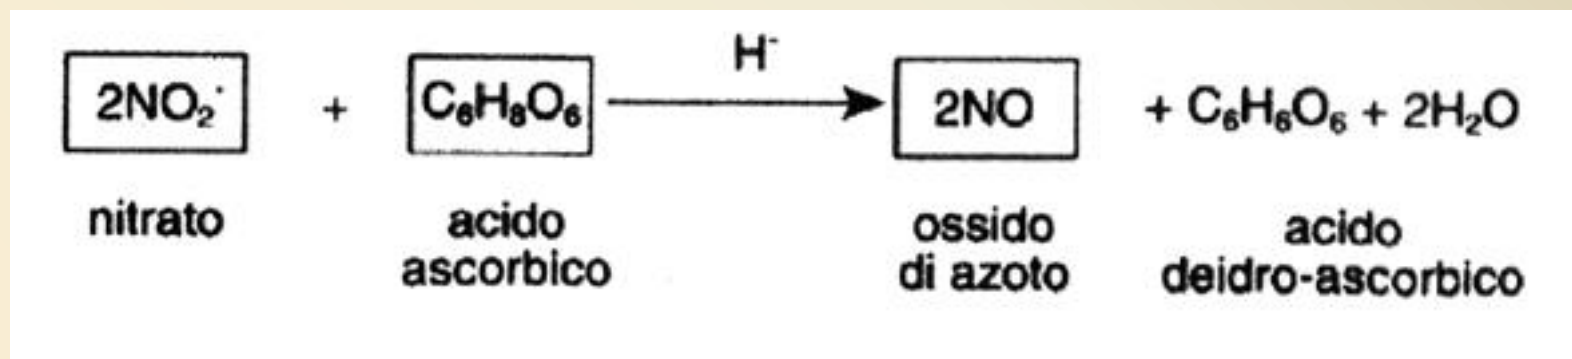 H⁻
2NO₂˙ + C₆H₈O₆ 2NO + C₆H₆O₆ + 2H₂O
nitrato acido ossido acido
ascorbico di azoto deidro-ascorbico